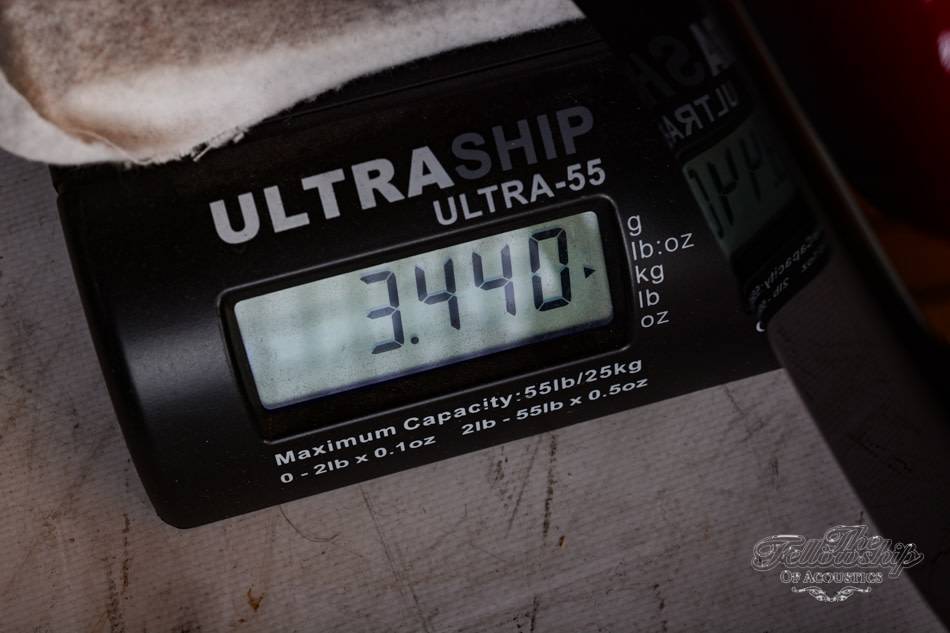 ULTRASHIP
ULTRA-55
3.440
g
lb:oz
kg
lb
oz
Maximum Capacity:55lb/25kg
0 - 2lb x 0.1oz 2lb - 55lb x 0.5oz
The
Fellowship
OF ACOUSTICS